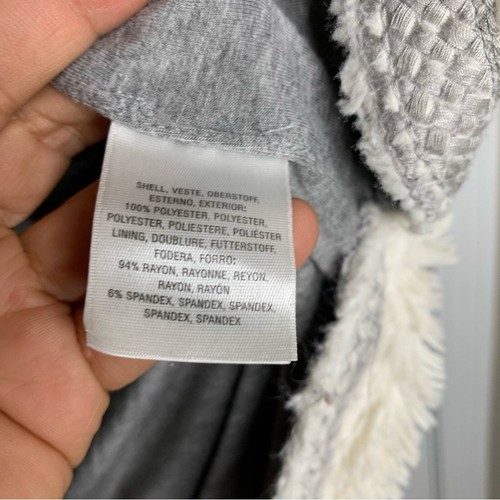 SHELL, VESTE, OBERSTOFF,
ESTERNO, EXTERIOR:
100% POLYESTER, POLYESTER,
POLYESTER, POLIESTERE, POLIÉSTER
LINING, DOUBLURE, FUTTERSTOFF,
FODERA, FORRO:
94% RAYON, RAYONNE, REYON,
RAYON, RAYÓN
6% SPANDEX, SPANDEX, SPANDEX,
SPANDEX, SPANDEX